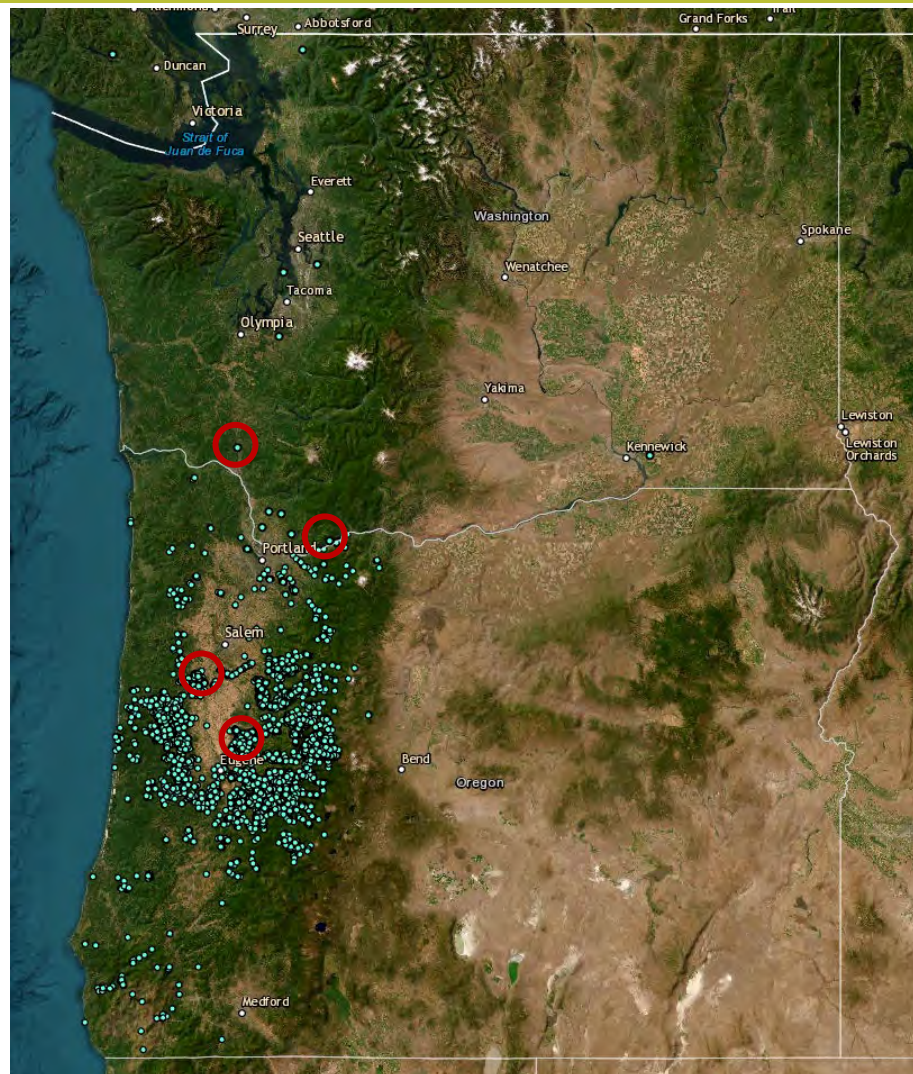 Surrey
Abbotsford
Grand Forks
Duncan
Victoria
Strait of
Juan de Fuca
Everett
Washington
Spokane
Seattle
Wenatchee
Tacoma
Olympia
Yakima
Lewiston
Lewiston
Orchards
Kennewick
Portland
Salem
Eugene
Bend
Oregon
Medford